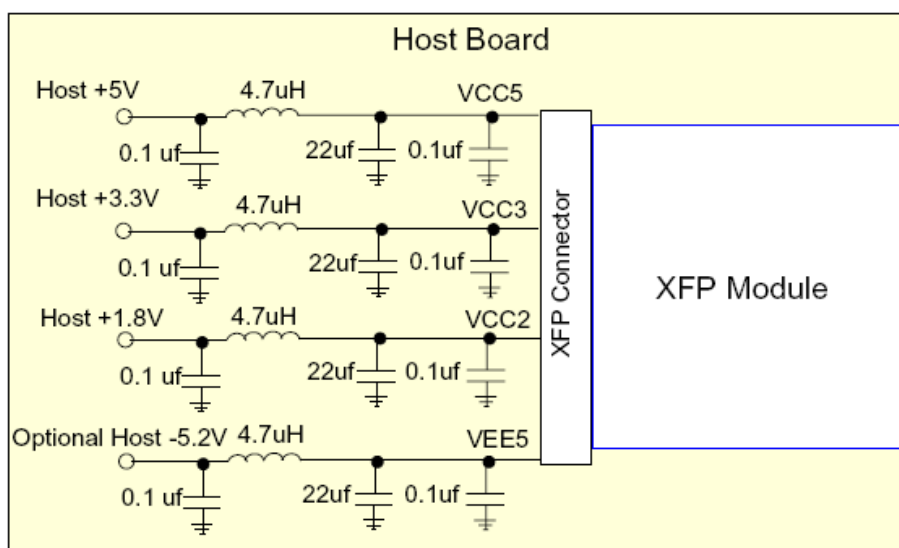 Host Board
Host +5V
4.7uH
VCC5
0.1 uf
22uf
0.1uf
Host +3.3V
4.7uH
VCC3
0.1 uf
22uf
0.1uf
Host +1.8V
4.7uH
VCC2
0.1 uf
22uf
0.1uf
Optional Host -5.2V
4.7uH
VEE5
0.1 uf
22uf
0.1uf
XFP Connector
XFP Module